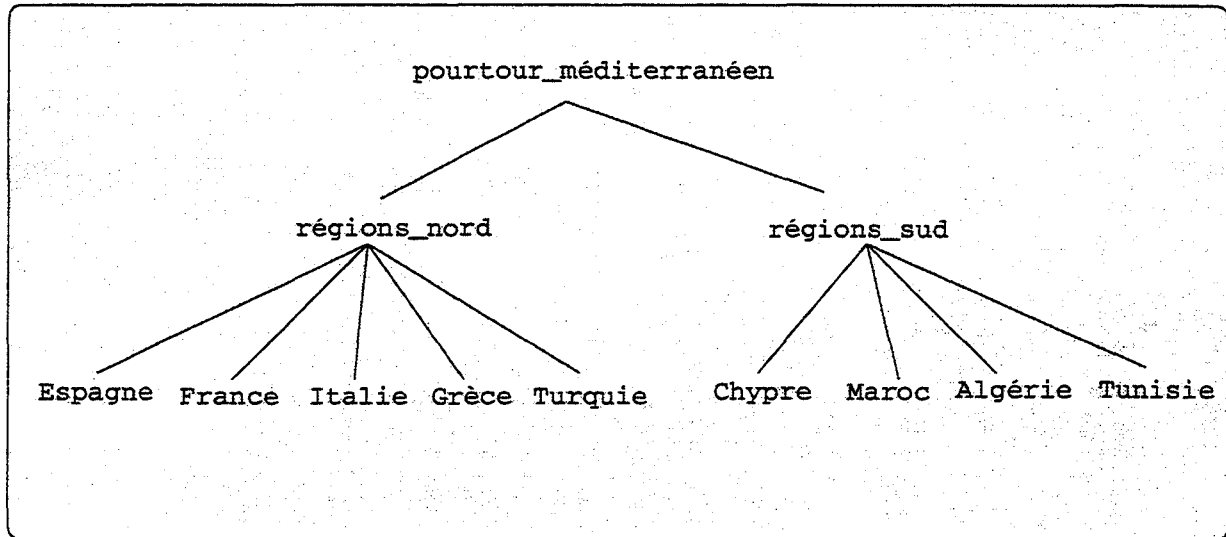 pourtour_méditerranéen
régions_nord régions_sud
Espagne France Italie Grèce Turquie Chypre Maroc Algérie Tunisie